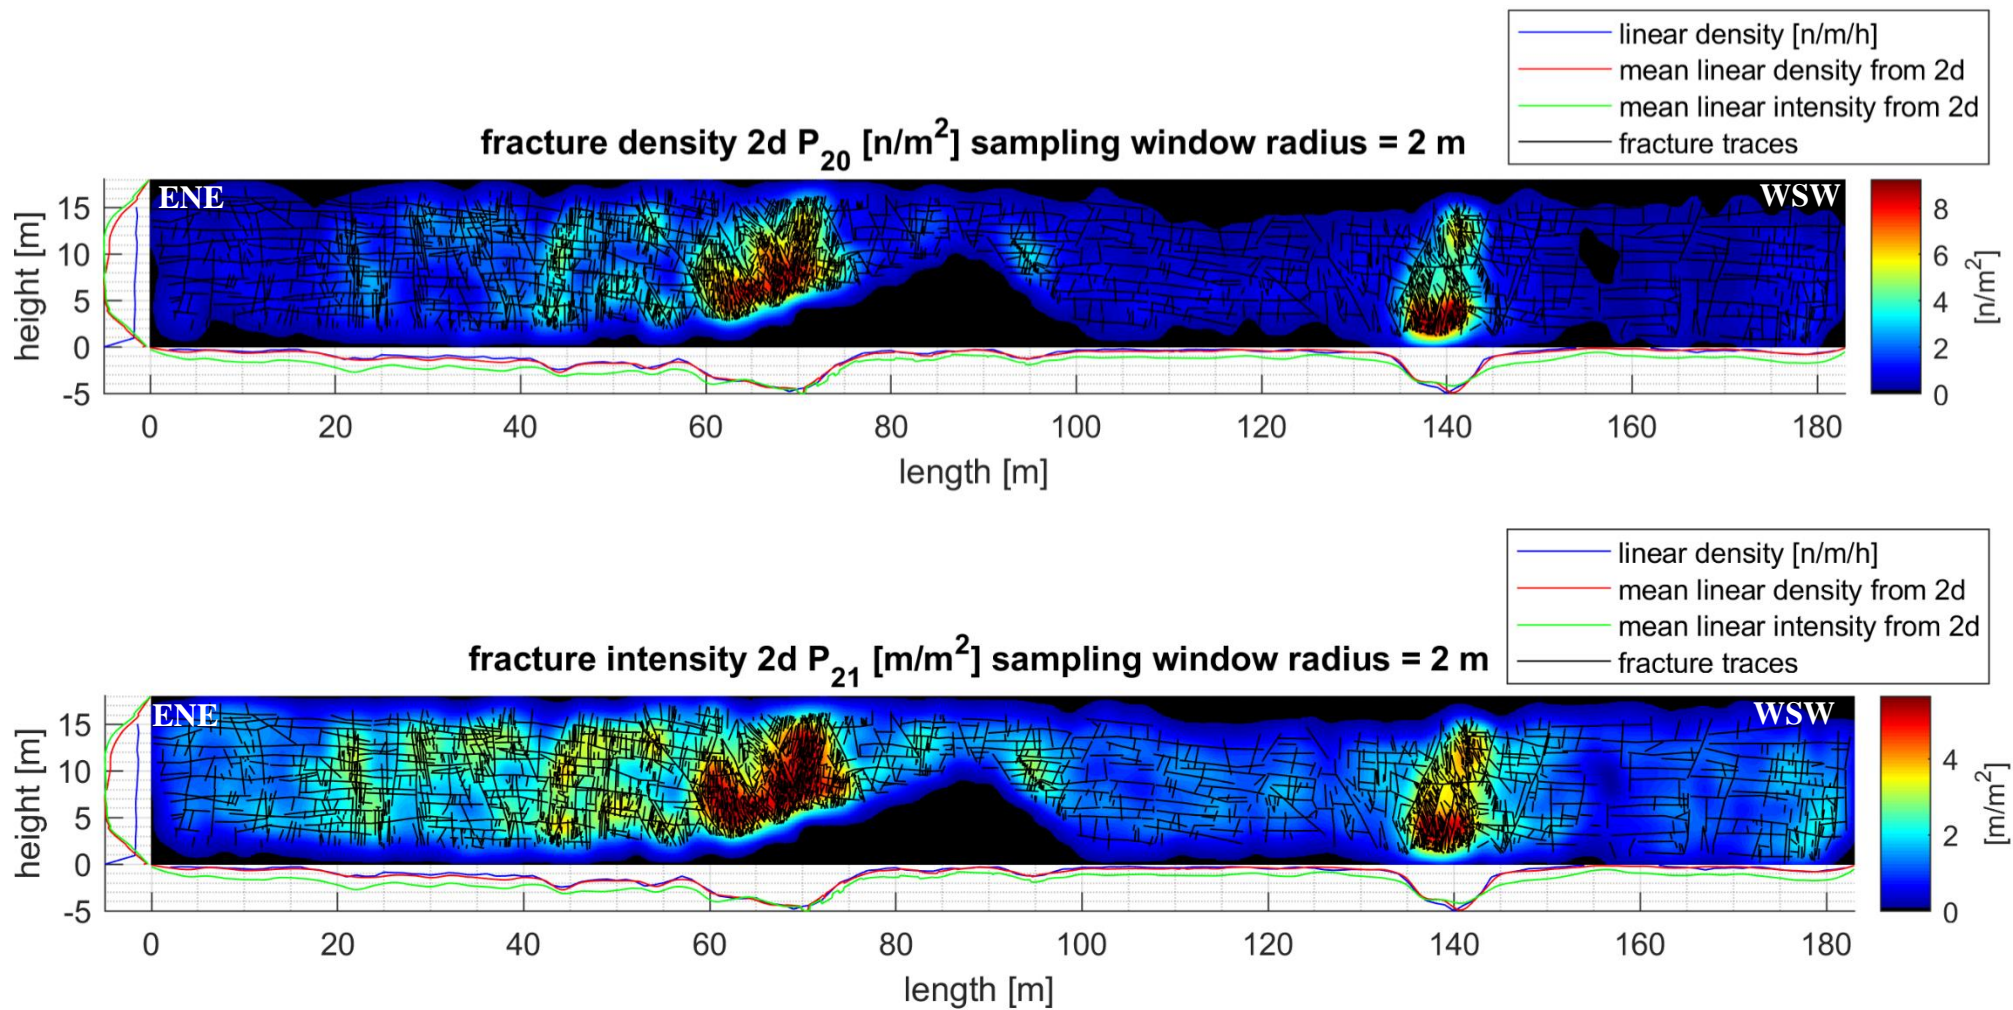 linear density [n/m/h]
mean linear density from 2d
mean linear intensity from 2d
fracture traces
fracture density 2d P20 [n/m2] sampling window radius = 2 m
ENE
WSW
15
10
5
0
-5
height [m]
0 20 40 60 80 100 120 140 160 180
length [m]
8
6
4
2
0
[n/m2]
linear density [n/m/h]
mean linear density from 2d
mean linear intensity from 2d
fracture traces
fracture intensity 2d P21 [m/m2] sampling window radius = 2 m
ENE
WSW
15
10
5
0
-5
height [m]
0 20 40 60 80 100 120 140 160 180
length [m]
4
2
0
[m/m2]